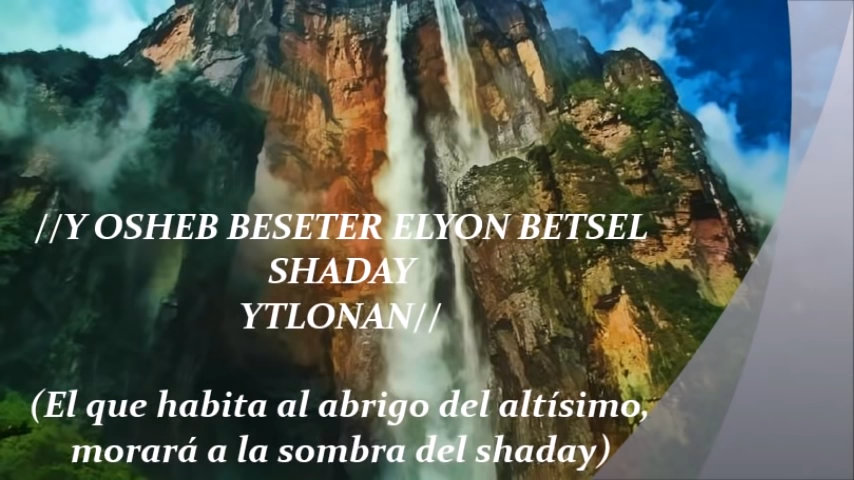 //Y OSHEB BESETER ELYON BETSEL
SHADAY
YTLONAN//
(El que habita al abrigo del altísimo,
morará a la sombra del shaday)